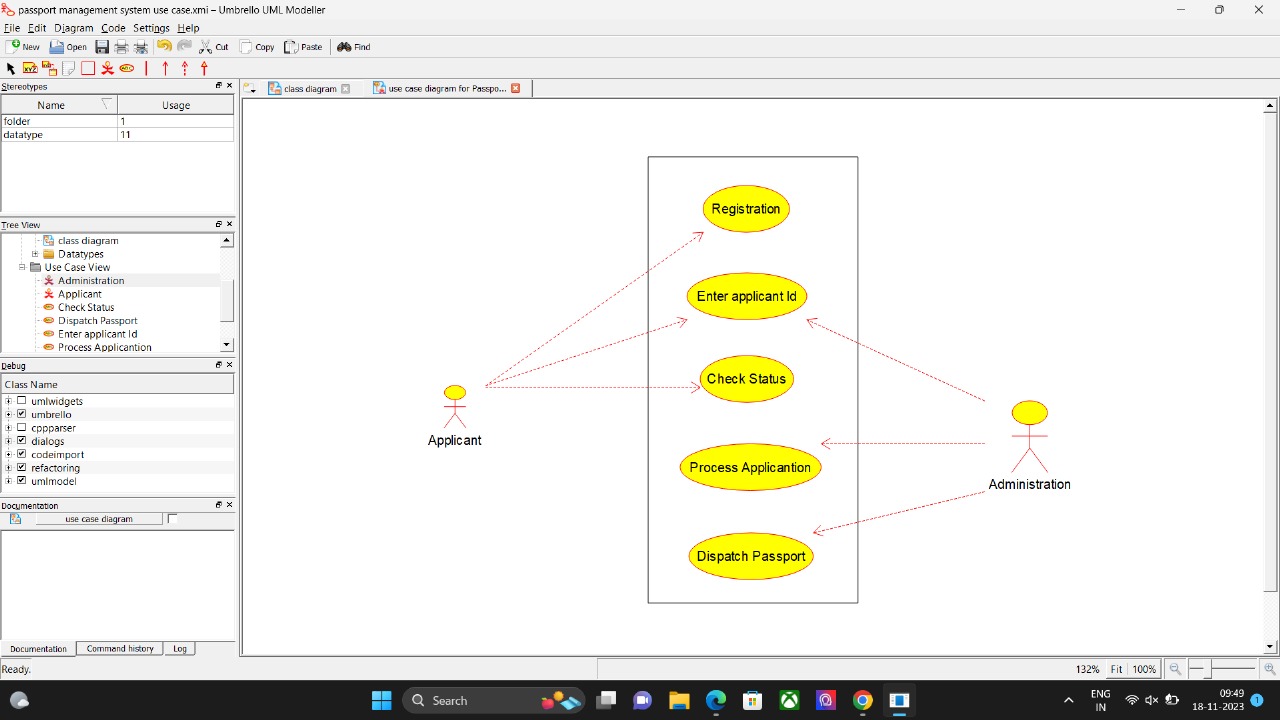 passport management system use case.xmi – Umbrello UML Modeller
File Edit Diagram Code Settings Help
New Open Cut Copy Paste Find
Stereotypes
class diagram
use case diagram for Passpo...
Name Usage
folder 1
datatype 11
Tree View
class diagram
Datatypes
Use Case View
Administration
Applicant
Check Status
Dispatch Passport
Enter applicant Id
Process Applicantion
Debug
Class Name
umlwidgets
umbrello
cppparser
dialogs
codeimport
refactoring
umlmodel
Documentation
use case diagram
Documentation Command history Log
Registration
Enter applicant Id
Check Status
Applicant
Process Applicantion
Administration
Dispatch Passport
Ready.
132% Fit 100%
Search
ENG
IN
09:49
18-11-2023
1